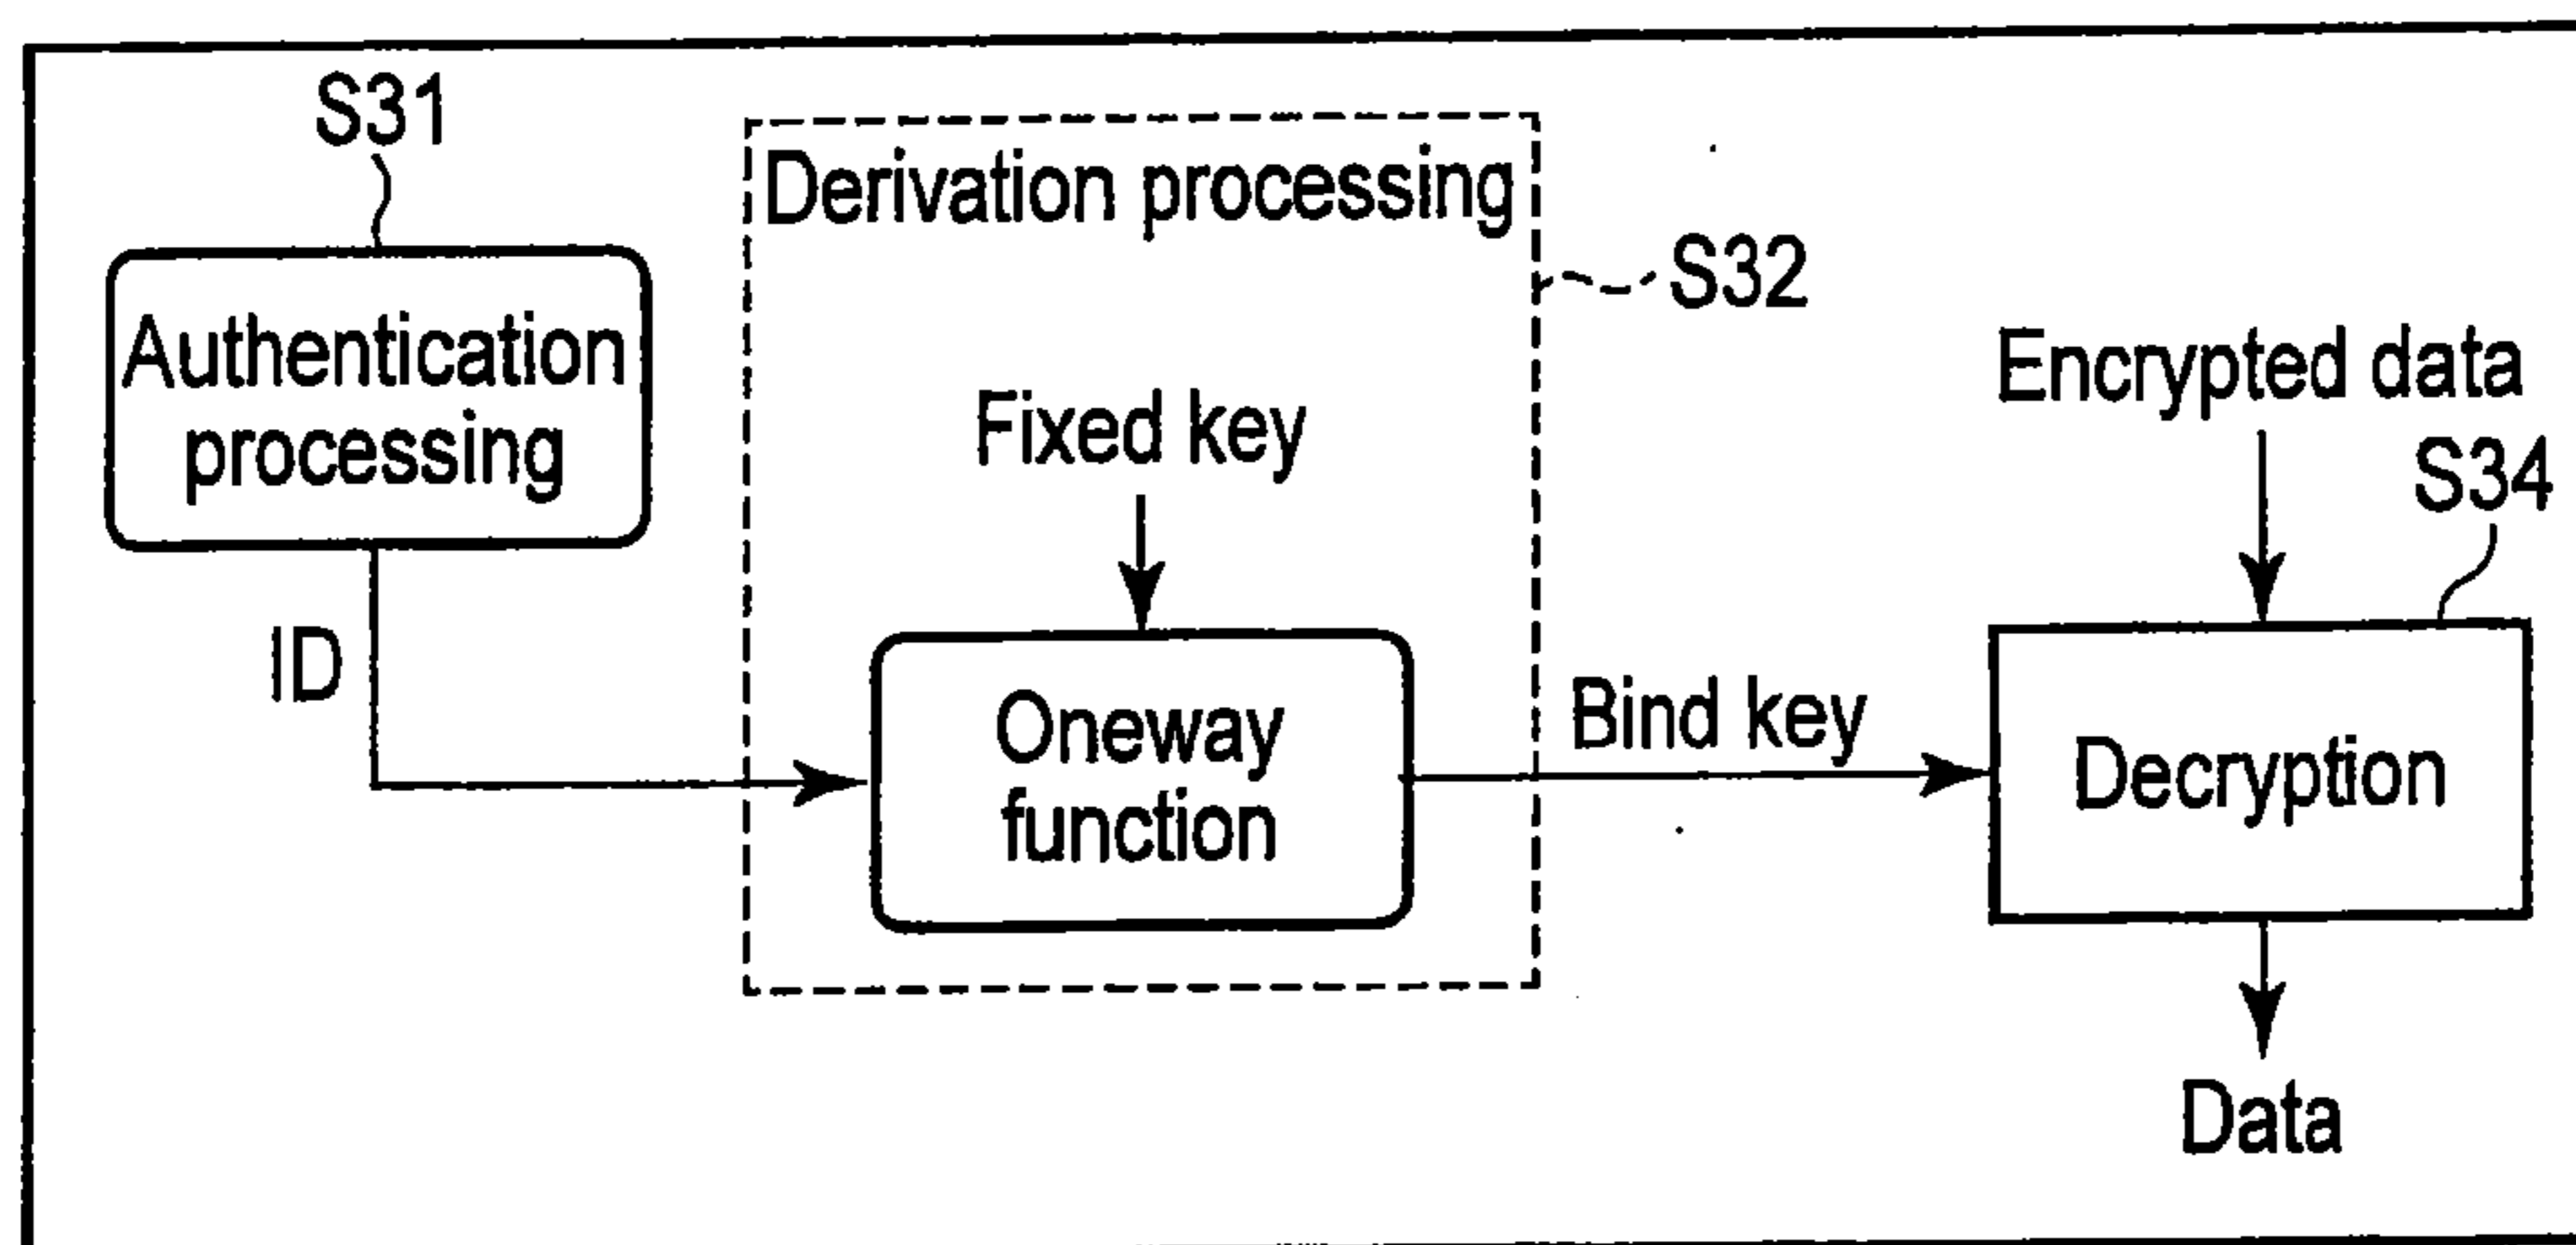 S31
Derivation processing
S32
Authentication
processing
Encrypted data
Fixed key
S34
ID
Oneway
function
Bind key
Decryption
Data